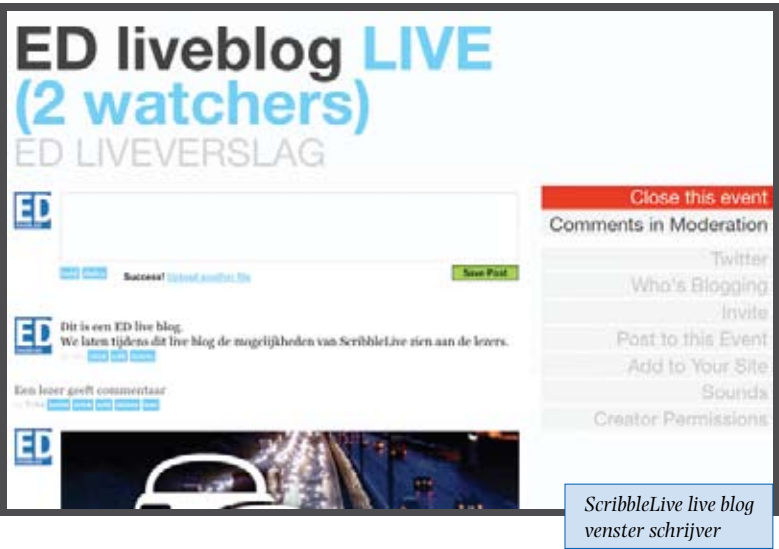 ED liveblog LIVE
(2 watchers)
ED LIVEVERSLAG
ED
Success! Upload another file
Save Post
ED
Dit is een ED live blog.
We laten tijdens dit live blog de mogelijkheden van ScribbleLive zien aan de lezers.
Een lezer geeft commentaar
ED
Close this event
Comments in Moderation
Twitter
Who's Blogging
Invite
Post to this Event
Add to Your Site
Sounds
Creator Permissions
ScribbleLive live blog
venster schrijver